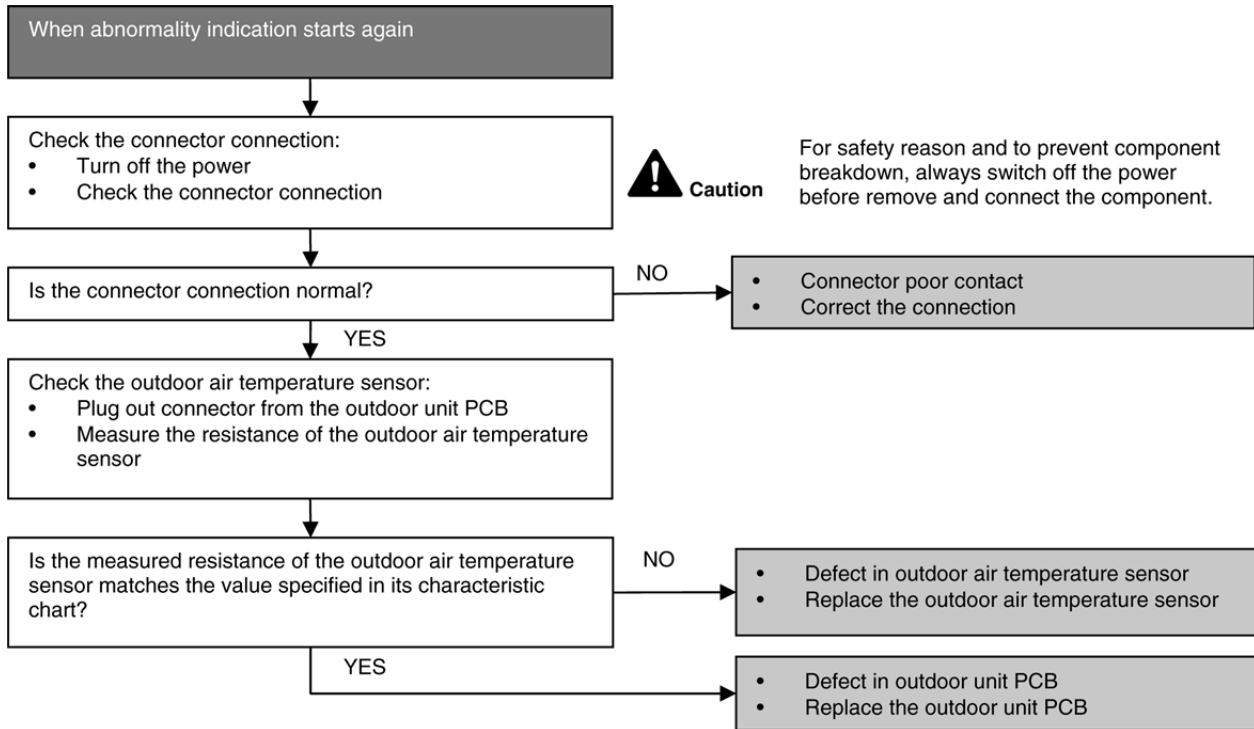 When abnormality indication starts again
Check the connector connection:
• Turn off the power
• Check the connector connection
Caution
For safety reason and to prevent component
breakdown, always switch off the power
before remove and connect the component.
Is the connector connection normal?
NO
• Connector poor contact
• Correct the connection
YES
Check the outdoor air temperature sensor:
• Plug out connector from the outdoor unit PCB
• Measure the resistance of the outdoor air temperature
sensor
Is the measured resistance of the outdoor air temperature
sensor matches the value specified in its characteristic
chart?
NO
• Defect in outdoor air temperature sensor
• Replace the outdoor air temperature sensor
YES
• Defect in outdoor unit PCB
• Replace the outdoor unit PCB